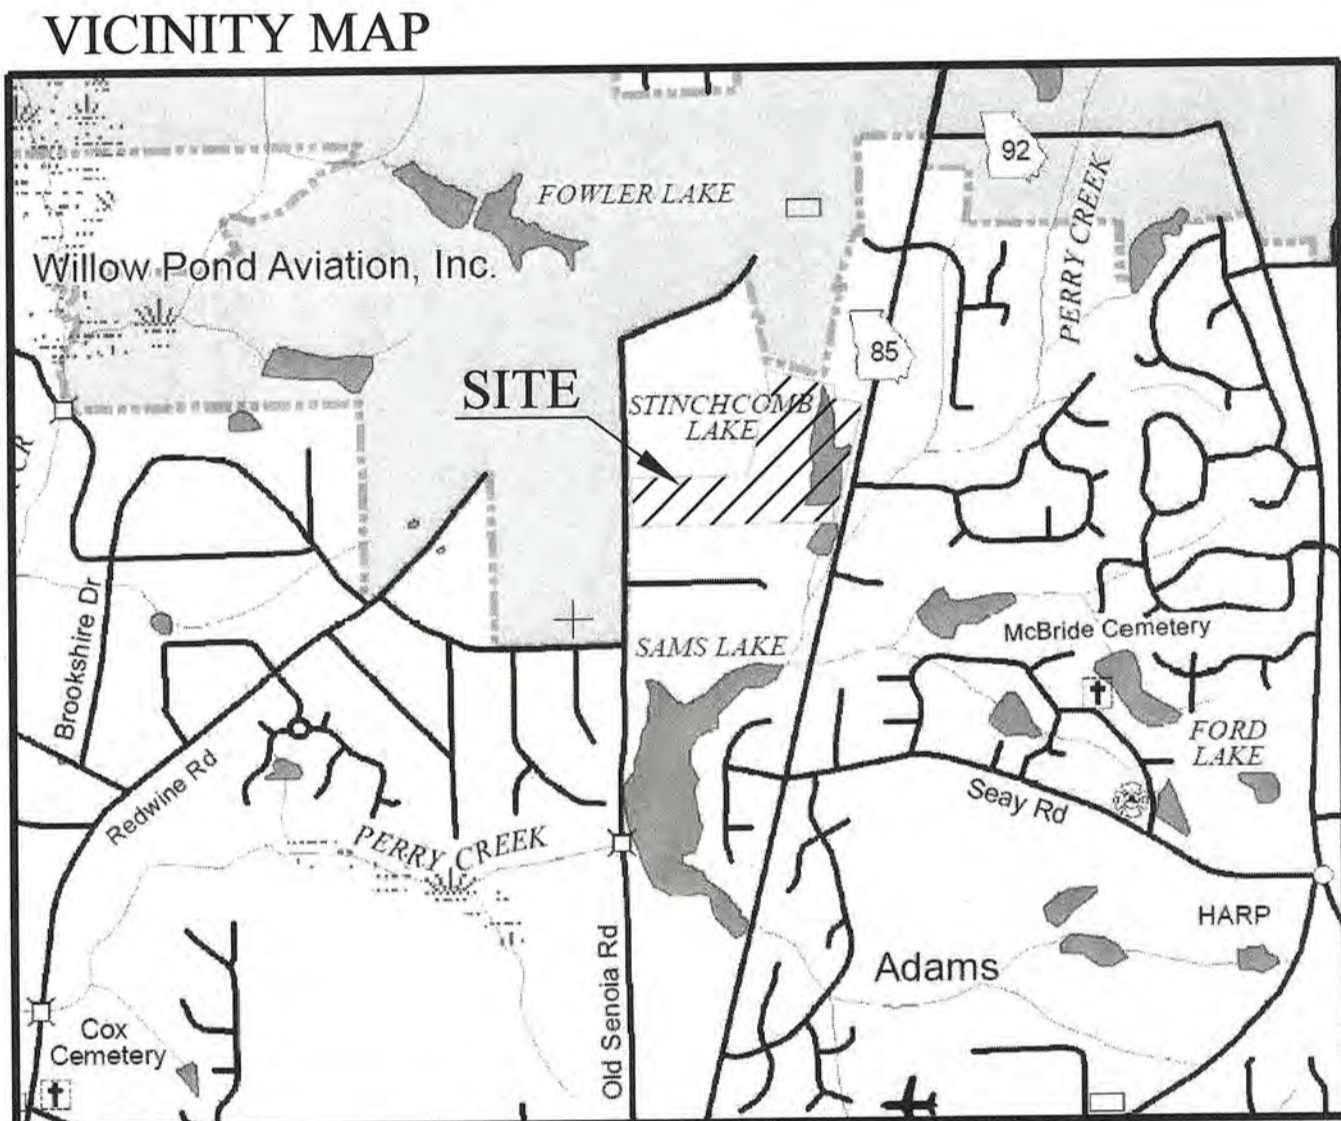 VICINITY MAP
92
FOWLER LAKE
PERRY CREEK
Willow Pond Aviation, Inc.
85
SITE
STINCHCOMB
LAKE
CR
Brookshire Dr
McBride Cemetery
SAMS LAKE
FORD
LAKE
Redwine Rd
Seay Rd
PERRY CREEK
HARP
Old Senoia Rd
Adams
Cox
Cemetery